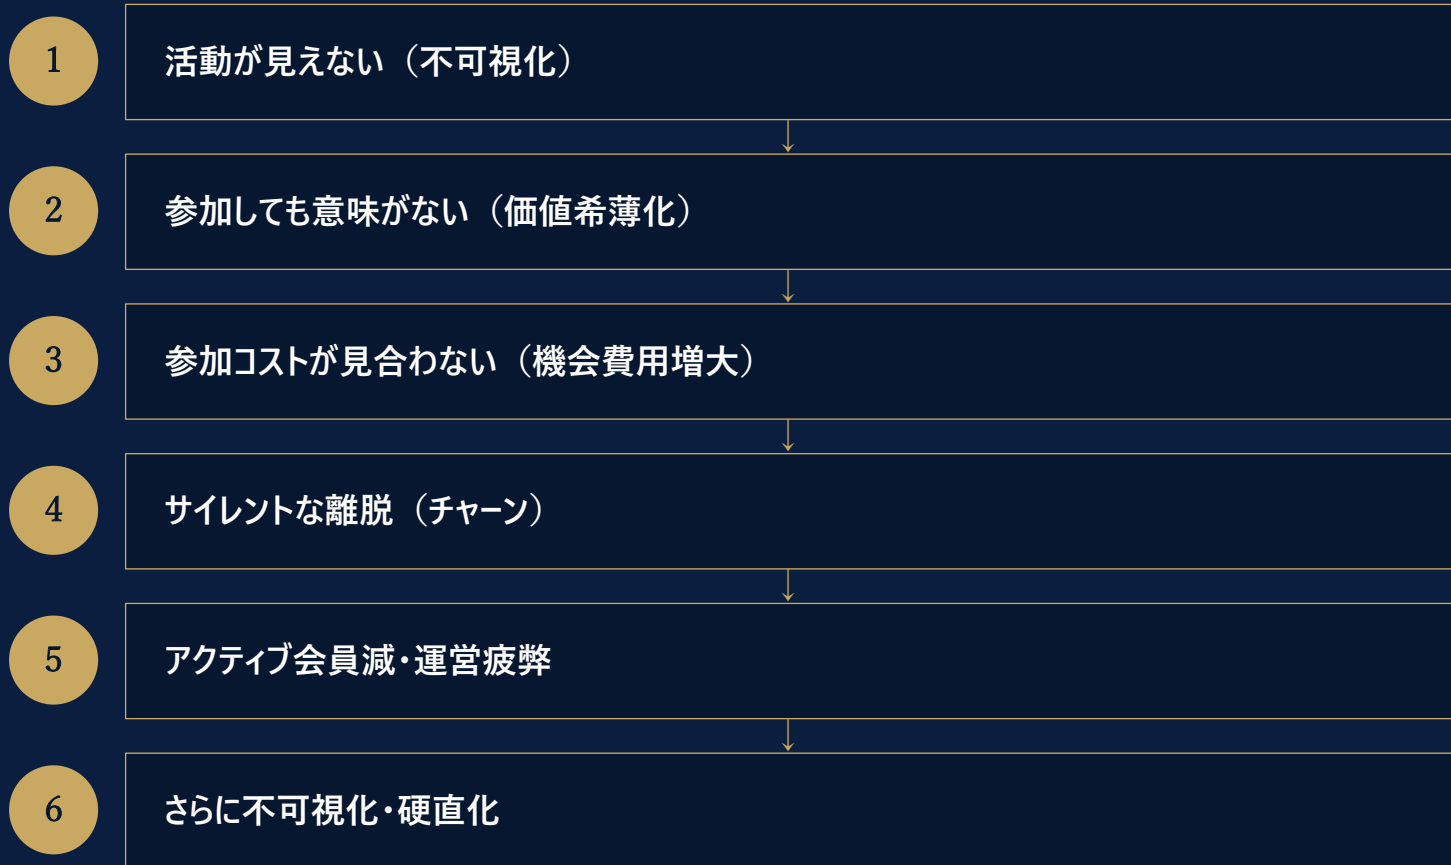 1
活動が見えない（不可視化）
2
参加しても意味がない（価値希薄化）
3
参加コストが見合わない（機会費用増大）
4
サイレントな離脱（チャーン）
5
アクティブ会員減・運営疲弊
6
さらに不可視化・硬直化